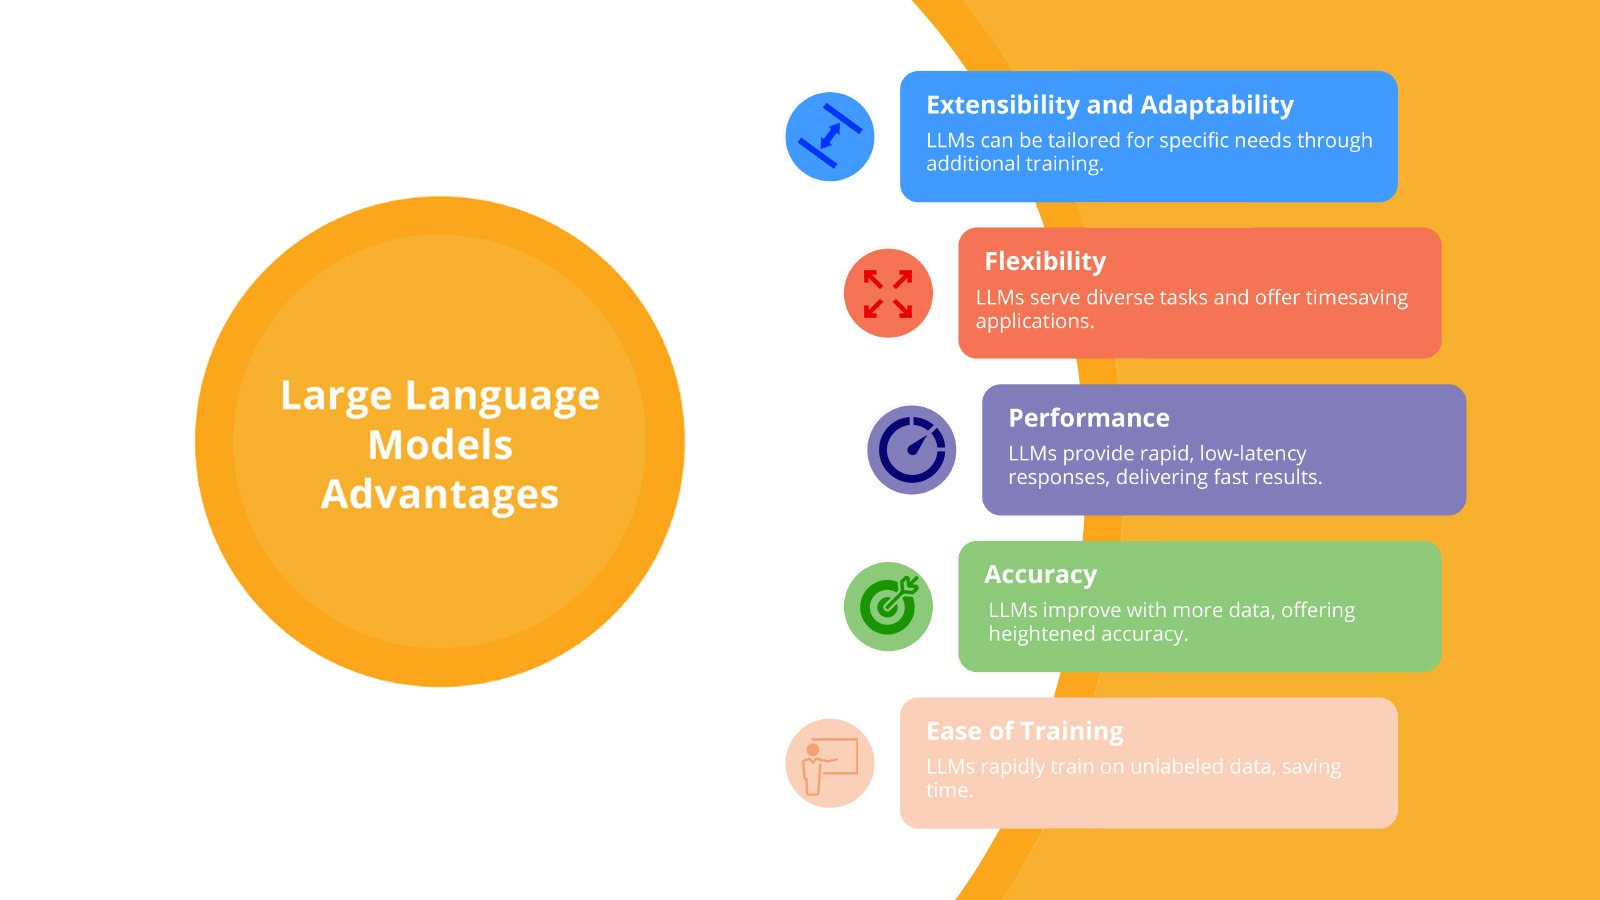 Large Language
Models
Advantages
Extensibility and Adaptability
LLMs can be tailored for specific needs through
additional training.
Flexibility
LLMs serve diverse tasks and offer timesaving
applications.
Performance
LLMs provide rapid, low-latency
responses, delivering fast results.
Accuracy
LLMs improve with more data, offering
heightened accuracy.
Ease of Training
LLMs rapidly train on unlabeled data, saving
time.